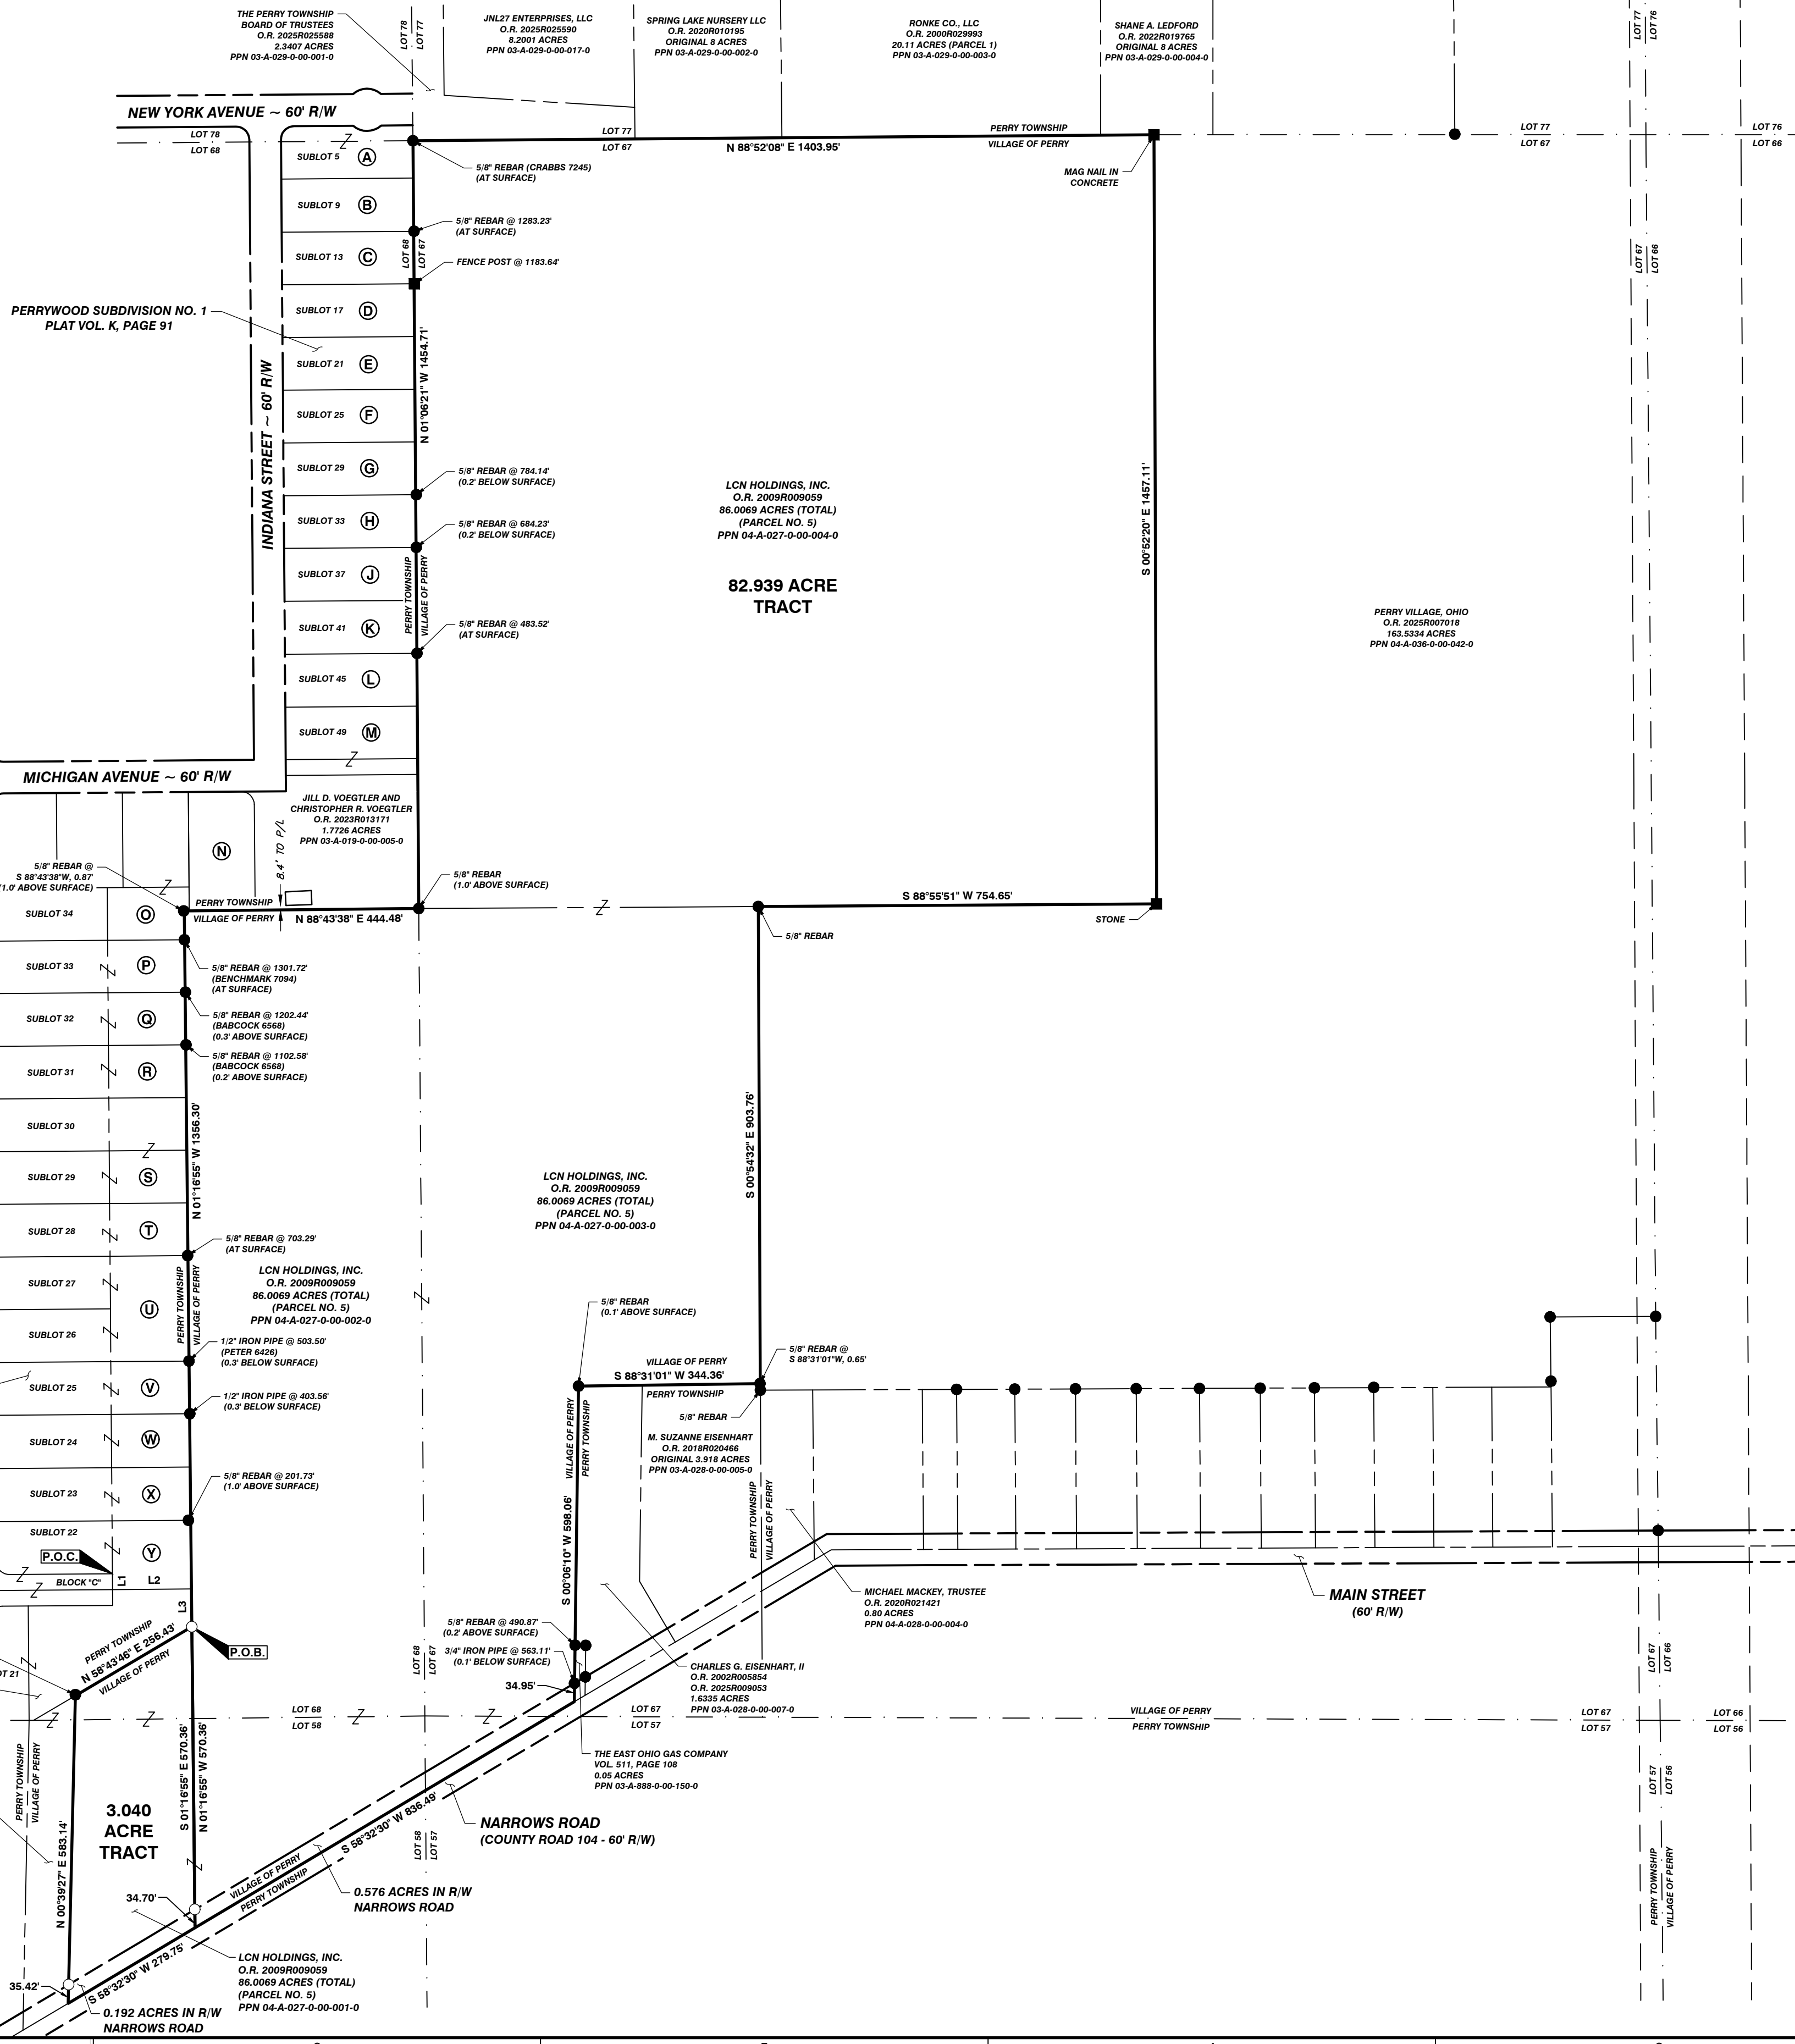 THE PERRY TOWNSHIP
BOARD OF TRUSTEES
O.R. 2025R025588
2.3407 ACRES
PPN 03-A-029-0-00-001-0
LOT 78
LOT 77
JNL27 ENTERPRISES, LLC
O.R. 2025R025590
8.2001 ACRES
PPN 03-A-029-0-00-017-0
SPRING LAKE NURSERY LLC
O.R. 2020R010195
ORIGINAL 8 ACRES
PPN 03-A-029-0-00-002-0
RONKE CO., LLC
O.R. 2000R029993
20.11 ACRES (PARCEL 1)
PPN 03-A-029-0-00-003-0
SHANE A. LEDFORD
O.R. 2022R019765
ORIGINAL 8 ACRES
PPN 03-A-029-0-00-004-0
LOT 77
LOT 76
NEW YORK AVENUE ~ 60' R/W
LOT 78
LOT 68
LOT 77
LOT 67
N 88°52'08" E 1403.95'
PERRY TOWNSHIP
VILLAGE OF PERRY
LOT 77
LOT 67
LOT 76
LOT 66
SUBLOT 5 A
5/8" REBAR (CRABBS 7245)
(AT SURFACE)
MAG NAIL IN
CONCRETE
SUBLOT 9 B
5/8" REBAR @ 1283.23'
(AT SURFACE)
SUBLOT 13 C
LOT 68
LOT 67
FENCE POST @ 1183.64'
LOT 67
LOT 66
PERRYWOOD SUBDIVISION NO. 1
PLAT VOL. K, PAGE 91
SUBLOT 17 D
SUBLOT 21 E
N 01°06'21" W 1454.71'
INDIANA STREET ~ 60' R/W
SUBLOT 25 F
SUBLOT 29 G
5/8" REBAR @ 784.14'
(0.2' BELOW SURFACE)
SUBLOT 33 H
5/8" REBAR @ 684.23'
(0.2' BELOW SURFACE)
LCN HOLDINGS, INC.
O.R. 2009R009059
86.0069 ACRES (TOTAL)
(PARCEL NO. 5)
PPN 04-A-027-0-00-004-0
S 00°52'20" E 1457.11'
SUBLOT 37 J
PERRY TOWNSHIP
VILLAGE OF PERRY
82.939 ACRE
TRACT
SUBLOT 41 K
5/8" REBAR @ 483.52'
(AT SURFACE)
PERRY VILLAGE, OHIO
O.R. 2025R007018
163.5334 ACRES
PPN 04-A-036-0-00-042-0
SUBLOT 45 L
SUBLOT 49 M
MICHIGAN AVENUE ~ 60' R/W
JILL D. VOEGTLER AND
CHRISTOPHER R. VOEGTLER
O.R. 2023R013171
1.7726 ACRES
PPN 03-A-019-0-00-005-0
N
8.4' TO P/L
5/8" REBAR @
S 88°43'38"W, 0.87'
(1.0' ABOVE SURFACE)
5/8" REBAR
(1.0' ABOVE SURFACE)
PERRY TOWNSHIP
VILLAGE OF PERRY
N 88°43'38" E 444.48'
S 88°55'51" W 754.65'
STONE
5/8" REBAR
SUBLOT 34 O
SUBLOT 33 P
5/8" REBAR @ 1301.72'
(BENCHMARK 7094)
(AT SURFACE)
SUBLOT 32 Q
5/8" REBAR @ 1202.44'
(BABCOCK 6568)
(0.3' ABOVE SURFACE)
SUBLOT 31 R
5/8" REBAR @ 1102.58'
(BABCOCK 6568)
(0.2' ABOVE SURFACE)
SUBLOT 30
N 01°16'55" W 1356.30'
S 00°54'32" E 903.76'
SUBLOT 29 S
LCN HOLDINGS, INC.
O.R. 2009R009059
86.0069 ACRES (TOTAL)
(PARCEL NO. 5)
PPN 04-A-027-0-00-003-0
SUBLOT 28 T
5/8" REBAR @ 703.29'
(AT SURFACE)
SUBLOT 27
U
PERRY TOWNSHIP
VILLAGE OF PERRY
LCN HOLDINGS, INC.
O.R. 2009R009059
86.0069 ACRES (TOTAL)
(PARCEL NO. 5)
PPN 04-A-027-0-00-002-0
5/8" REBAR
(0.1' ABOVE SURFACE)
SUBLOT 26
1/2" IRON PIPE @ 503.50'
(PETER 6426)
(0.3' BELOW SURFACE)
5/8" REBAR @
S 88°31'01"W, 0.65'
VILLAGE OF PERRY
S 88°31'01" W 344.36'
PERRY TOWNSHIP
SUBLOT 25 V
1/2" IRON PIPE @ 403.56'
(0.3' BELOW SURFACE)
5/8" REBAR
VILLAGE OF PERRY
PERRY TOWNSHIP
M. SUZANNE EISENHART
O.R. 2018R020466
ORIGINAL 3.918 ACRES
PPN 03-A-028-0-00-005-0
SUBLOT 24 W
SUBLOT 23 X
5/8" REBAR @ 201.73'
(1.0' ABOVE SURFACE)
PERRY TOWNSHIP
VILLAGE OF PERRY
S 00°06'10" W 598.06'
SUBLOT 22
Y
P.O.C.
BLOCK "C"
L1
L2
L3
MICHAEL MACKEY, TRUSTEE
O.R. 2020R021421
0.80 ACRES
PPN 04-A-028-0-00-004-0
MAIN STREET
(60' R/W)
PERRY TOWNSHIP
N 58°43'46" E 256.43'
VILLAGE OF PERRY
P.O.B.
5/8" REBAR @ 490.87'
(0.2' ABOVE SURFACE)
3/4" IRON PIPE @ 563.11'
(0.1' BELOW SURFACE)
34.95'
LOT 68
LOT 67
CHARLES G. EISENHART, II
O.R. 2002R005854
O.R. 2025R009053
1.6335 ACRES
PPN 03-A-028-0-00-007-0
LOT 67
LOT 66
OT 21
LOT 68
LOT 58
LOT 67
LOT 57
VILLAGE OF PERRY
PERRY TOWNSHIP
LOT 67
LOT 57
LOT 66
LOT 56
PERRY TOWNSHIP
VILLAGE OF PERRY
S 01°16'55" E 570.36'
N 01°16'55" W 570.36'
THE EAST OHIO GAS COMPANY
VOL. 511, PAGE 108
0.05 ACRES
PPN 03-A-888-0-00-150-0
LOT 57
LOT 56
3.040
ACRE
TRACT
N 00°39'27" E 583.14'
S 58°32'30" W 836.49'
NARROWS ROAD
(COUNTY ROAD 104 - 60' R/W)
LOT 58
LOT 57
VILLAGE OF PERRY
PERRY TOWNSHIP
34.70'
0.576 ACRES IN R/W
NARROWS ROAD
PERRY TOWNSHIP
VILLAGE OF PERRY
S 58°32'30" W 279.75'
LCN HOLDINGS, INC.
O.R. 2009R009059
86.0069 ACRES (TOTAL)
(PARCEL NO. 5)
PPN 04-A-027-0-00-001-0
35.42'
0.192 ACRES IN R/W
NARROWS ROAD